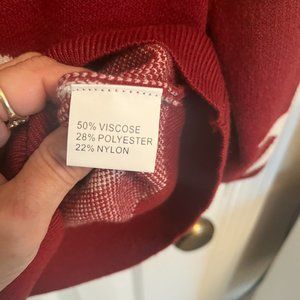 50% VISCOSE
28% POLYESTER
22% NYLON